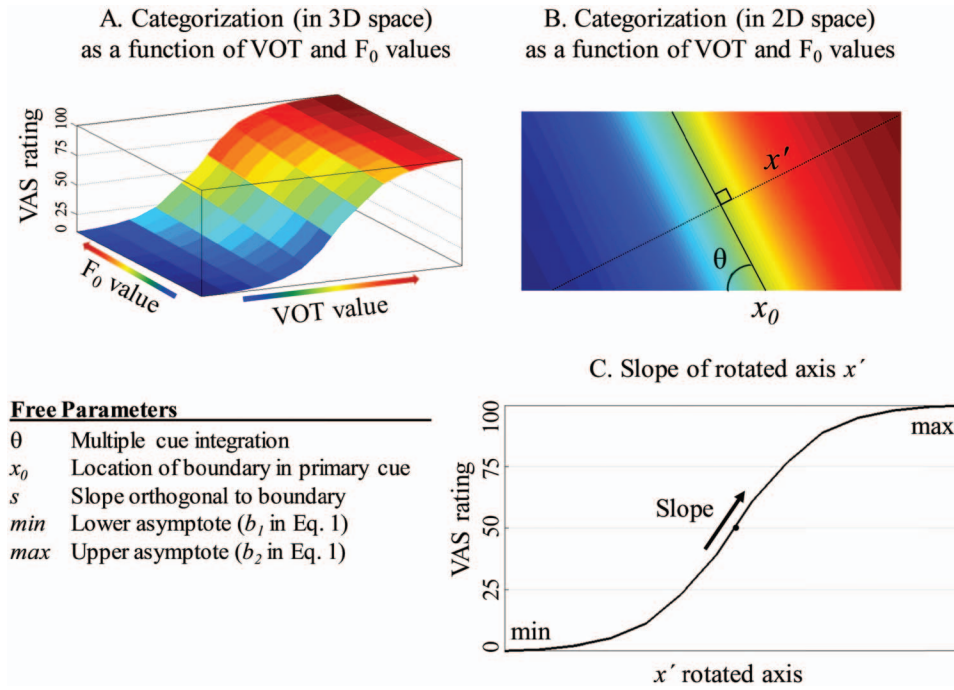 A. Categorization (in 3D space)
as a function of VOT and F0 values
VAS rating
100
75
50
25
0
F0 value
VOT value
B. Categorization (in 2D space)
as a function of VOT and F0 values
x′
θ
x0
Free Parameters
θ Multiple cue integration
x0 Location of boundary in primary cue
s Slope orthogonal to boundary
min Lower asymptote (b1 in Eq. 1)
max Upper asymptote (b2 in Eq. 1)
C. Slope of rotated axis x′
VAS rating
100
75
50
25
0
max
Slope
min
x′ rotated axis